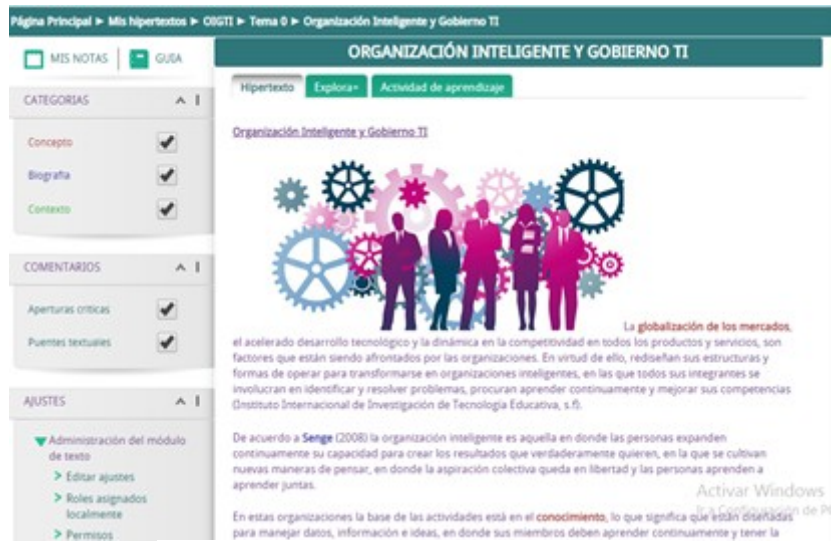 Página Principal ► Mis hipertextos ► OIGTI ► Tema 0 ► Organización Inteligente y Gobierno TI
MIS NOTAS
GUIA
CATEGORIAS
Concepto
Biografía
Contexto
COMENTARIOS
Aperturas críticas
Puentes textuales
AJUSTES
Administración del módulo
de texto
> Editar ajustes
> Roles asignados
localmente
> Permisos
ORGANIZACIÓN INTELIGENTE Y GOBIERNO TI
Hipertexto
Explora
Actividad de aprendizaje
Organización Inteligente y Gobierno TI
La globalización de los mercados,
el acelerado desarrollo tecnológico y la dinámica en la competitividad en todos los productos y servicios, son
factores que están siendo afrontados por las organizaciones. En virtud de ello, rediseñan sus estructuras y
formas de operar para transformarse en organizaciones inteligentes, en las que todos sus integrantes se
involucran en identificar y resolver problemas, procuran aprender continuamente y mejorar sus competencias
(Instituto Internacional de Investigación de Tecnología Educativa, s.f).
De acuerdo a Senge (2008) la organización inteligente es aquella en donde las personas expanden
continuamente su capacidad para crear los resultados que verdaderamente quieren, en la que se cultivan
nuevas maneras de pensar, en donde la aspiración colectiva queda en libertad y las personas aprenden a
aprender juntas.
Activar Windows
Ir a Configuración de
En estas organizaciones la base de las actividades está en el conocimiento, lo que significa que están diseñadas
para manejar datos, información e ideas, en donde sus miembros deben aprender continuamente y tener la